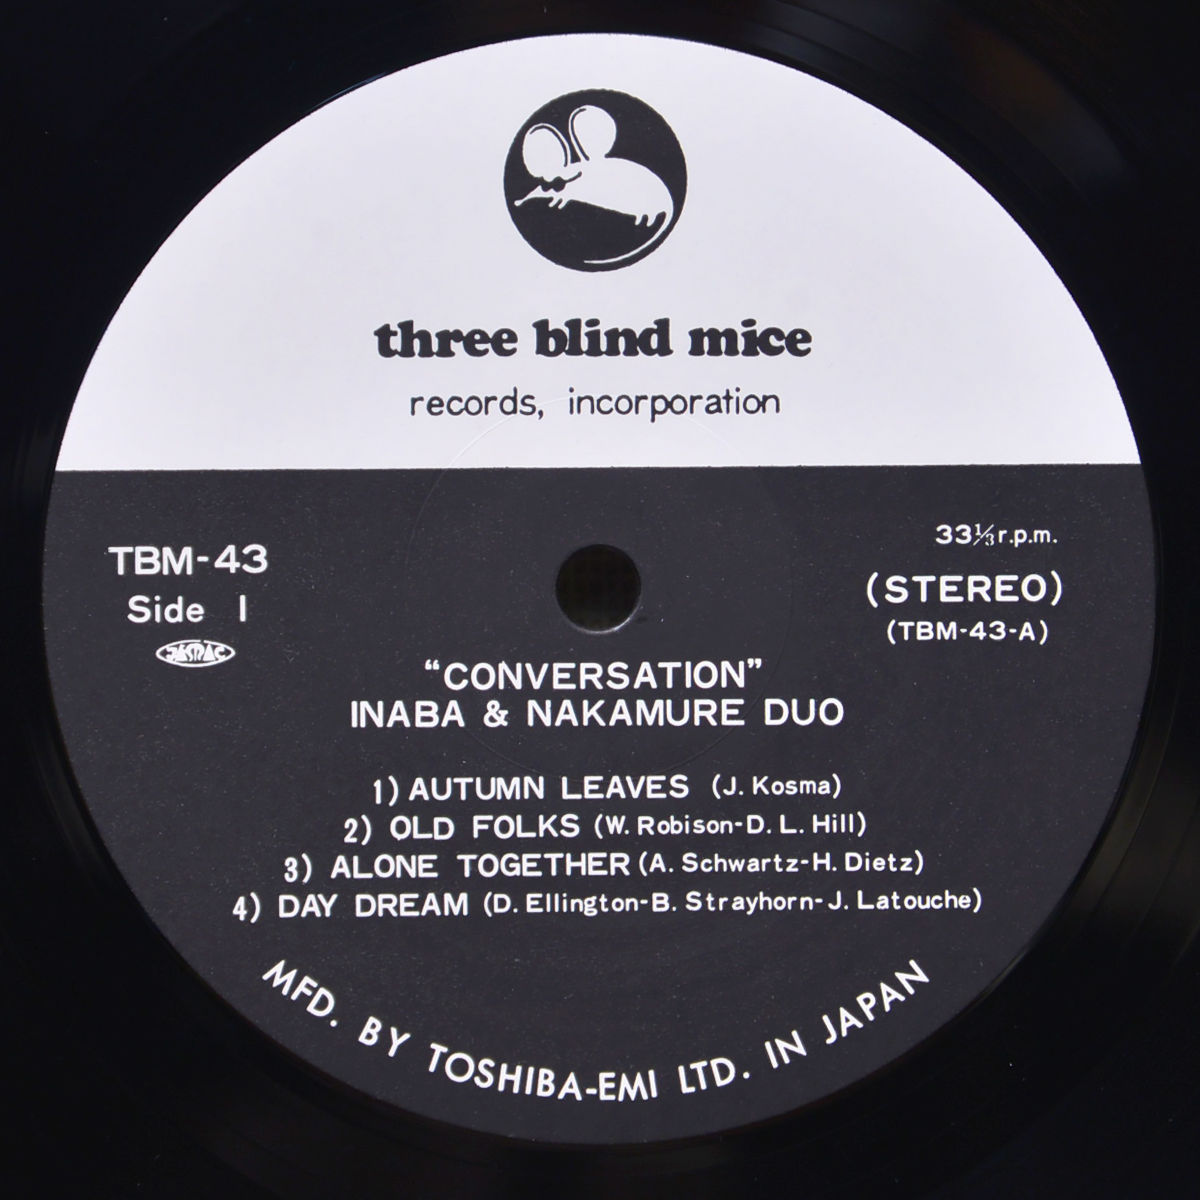 three blind mice
records, incorporation
33⅓ r.p.m.
TBM-43
(STEREO)
Side 1
(TBM-43-A)
JASRAC
"CONVERSATION"
INABA & NAKAMURE DUO
1) AUTUMN LEAVES (J. Kosma)
2) OLD FOLKS (W. Robison-D. L. Hill)
3) ALONE TOGETHER (A. Schwartz-H. Dietz)
4) DAY DREAM (D. Ellington-B. Strayhorn-J. Latouche)
MFD. BY TOSHIBA-EMI LTD. IN JAPAN